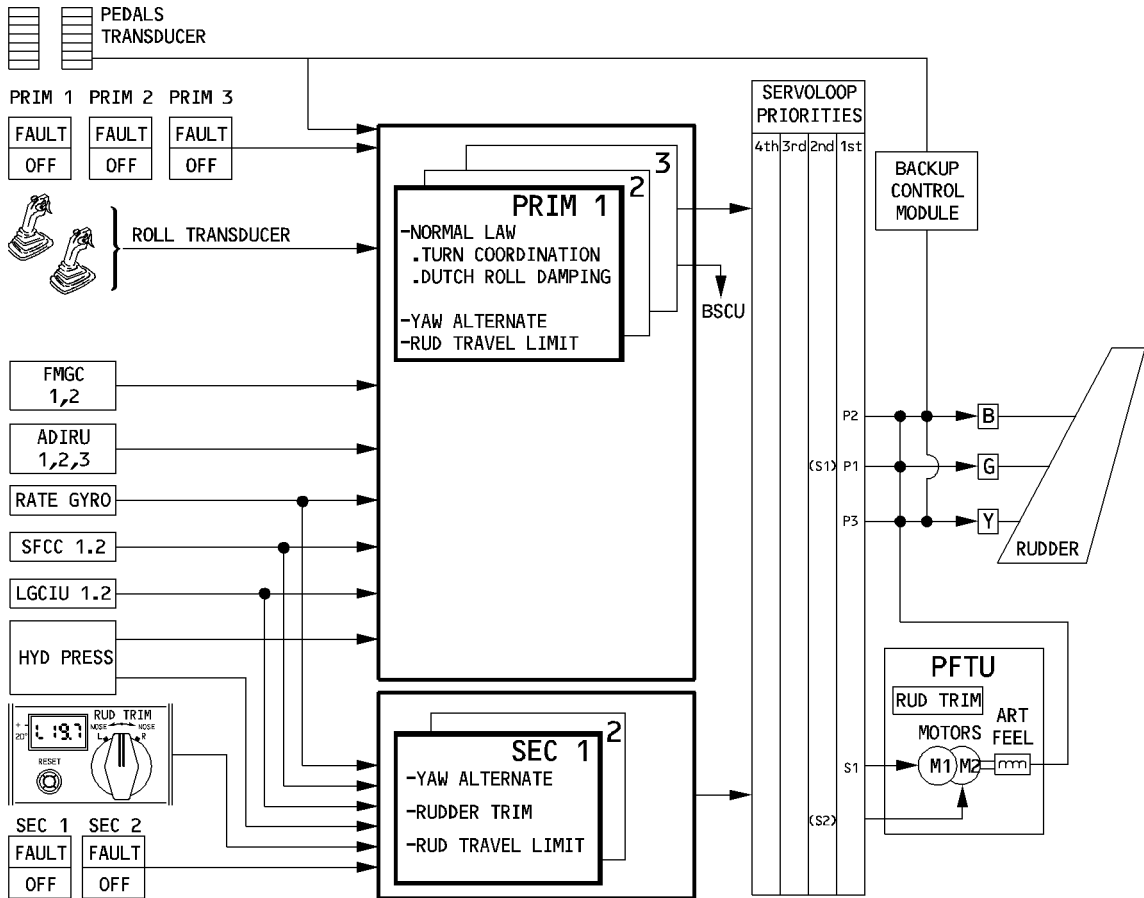 PEDALS
TRANSDUCER
PRIM 1 PRIM 2 PRIM 3
FAULT FAULT FAULT
OFF OFF OFF
ROLL TRANSDUCER
FMGC
1,2
ADIRU
1,2,3
RATE GYRO
SFCC 1.2
LGCIU 1.2
HYD PRESS
RUD TRIM
NOSE NOSE
L R
+ -
20°
L 19.7
RESET
SEC 1 SEC 2
FAULT FAULT
OFF OFF
3
2
PRIM 1
-NORMAL LAW
.TURN COORDINATION
.DUTCH ROLL DAMPING
-YAW ALTERNATE
-RUD TRAVEL LIMIT
BSCU
2
SEC 1
-YAW ALTERNATE
-RUDDER TRIM
-RUD TRAVEL LIMIT
SERVOLOOP
PRIORITIES
4th 3rd 2nd 1st
P2
(S1) P1
P3
S1
(S2)
BACKUP
CONTROL
MODULE
B
G
Y
RUDDER
PFTU
RUD TRIM
MOTORS
ART
FEEL
M1 M2